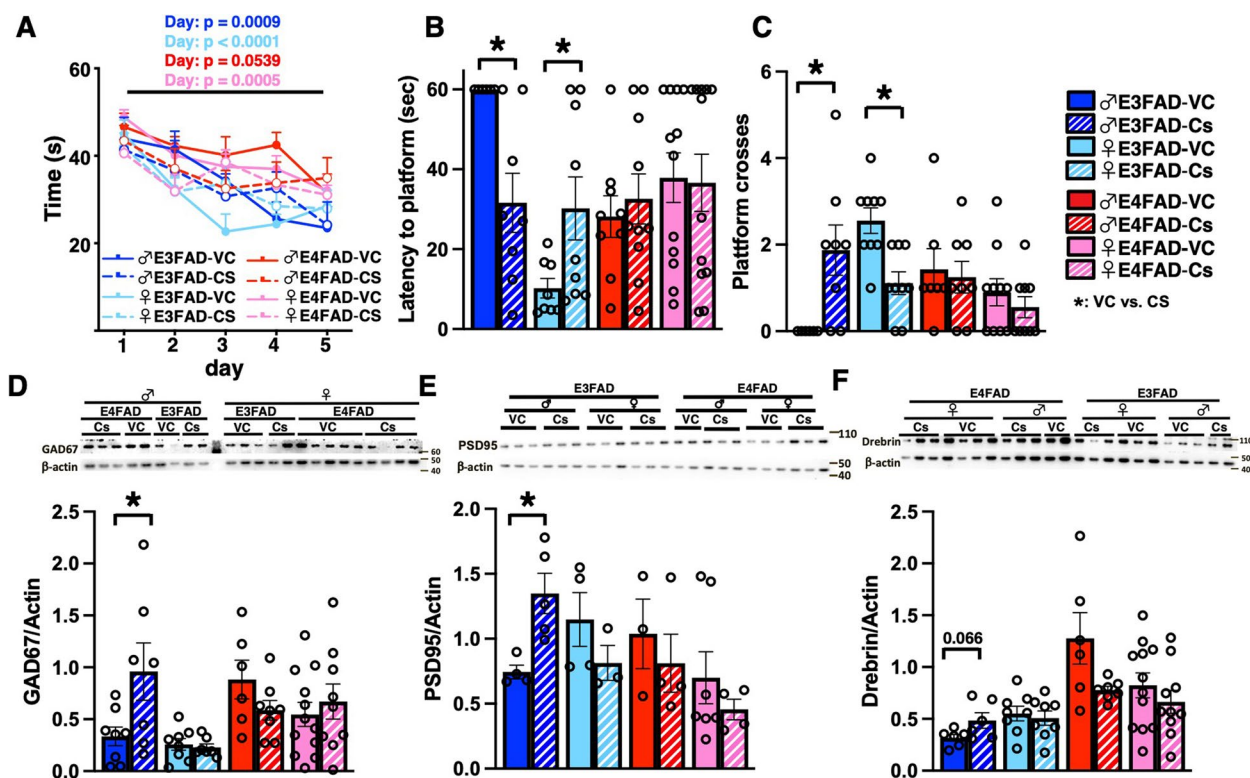 A
Day: p = 0.0009
Day: p < 0.0001
Day: p = 0.0539
Day: p = 0.0005
60
40
20
Time (s)
1 2 3 4 5
day
♂E3FAD-VC ♂E4FAD-VC
♂E3FAD-CS ♂E4FAD-CS
♀E3FAD-VC ♀E4FAD-VC
♀E3FAD-CS ♀E4FAD-CS
B
* *
Latency to platform (sec)
60
40
20
0
C
* *
Plattform crosses
6
4
2
0
♂E3FAD-VC
♂E3FAD-Cs
♀E3FAD-VC
♀E3FAD-Cs
♂E4FAD-VC
♂E4FAD-Cs
♀E4FAD-VC
♀E4FAD-Cs
*: VC vs. CS
D
♂ ♀
E4FAD E3FAD E3FAD E4FAD
Cs VC VC Cs VC Cs VC Cs
GAD67
60
50
β-actin
40
*
GAD67/Actin
2.5
2.0
1.5
1.0
0.5
0.0
E
E3FAD E4FAD
♂ ♀ ♂ ♀
VC Cs VC Cs VC Cs VC Cs
110
PSD95
50
β-actin
40
*
PSD95/Actin
2.0
1.5
1.0
0.5
0.0
F
E4FAD E3FAD
♀ ♂ ♀ ♂
Cs VC Cs VC Cs VC VC Cs
Drebrin
110
β-actin
50
40
0.066
Drebrin/Actin
2.5
2.0
1.5
1.0
0.5
0.0